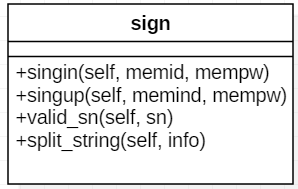 sign
+singin(self, memid, mempw)
+singup(self, memind, mempw)
+valid_sn(self, sn)
+split_string(self, info)